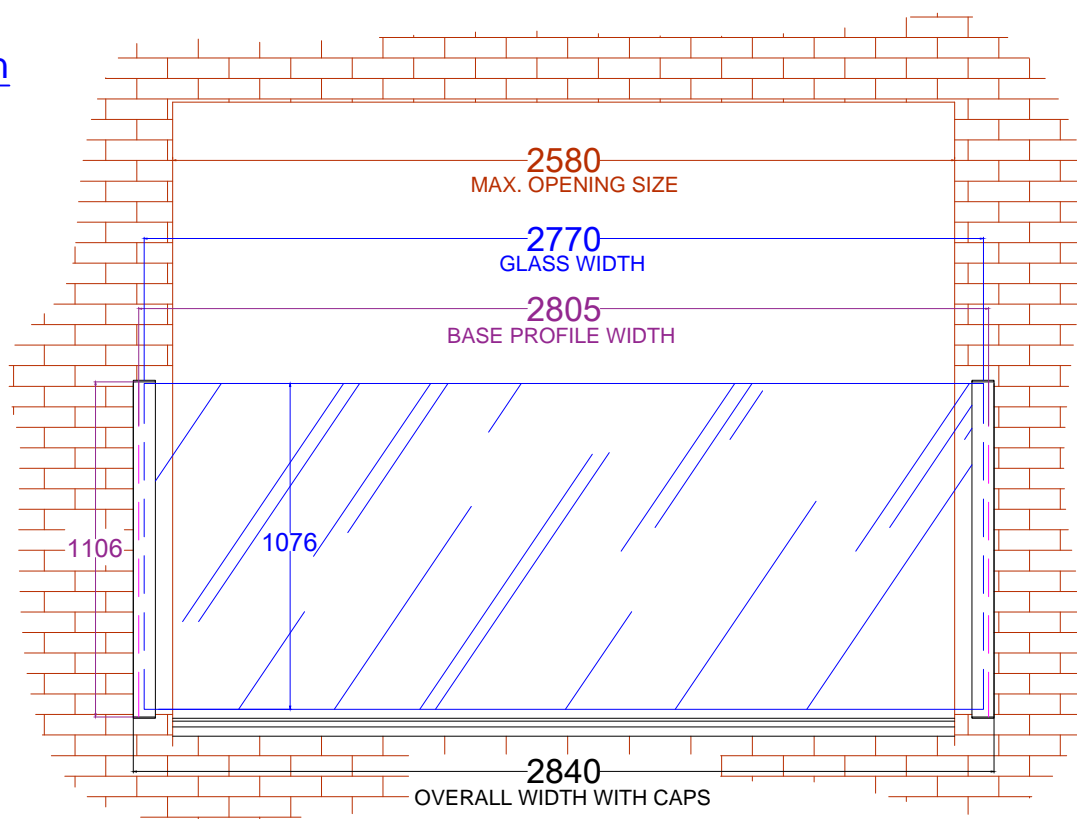 2580
MAX. OPENING SIZE
2770
GLASS WIDTH
2805
BASE PROFILE WIDTH
1106
1076
2840
OVERALL WIDTH WITH CAPS